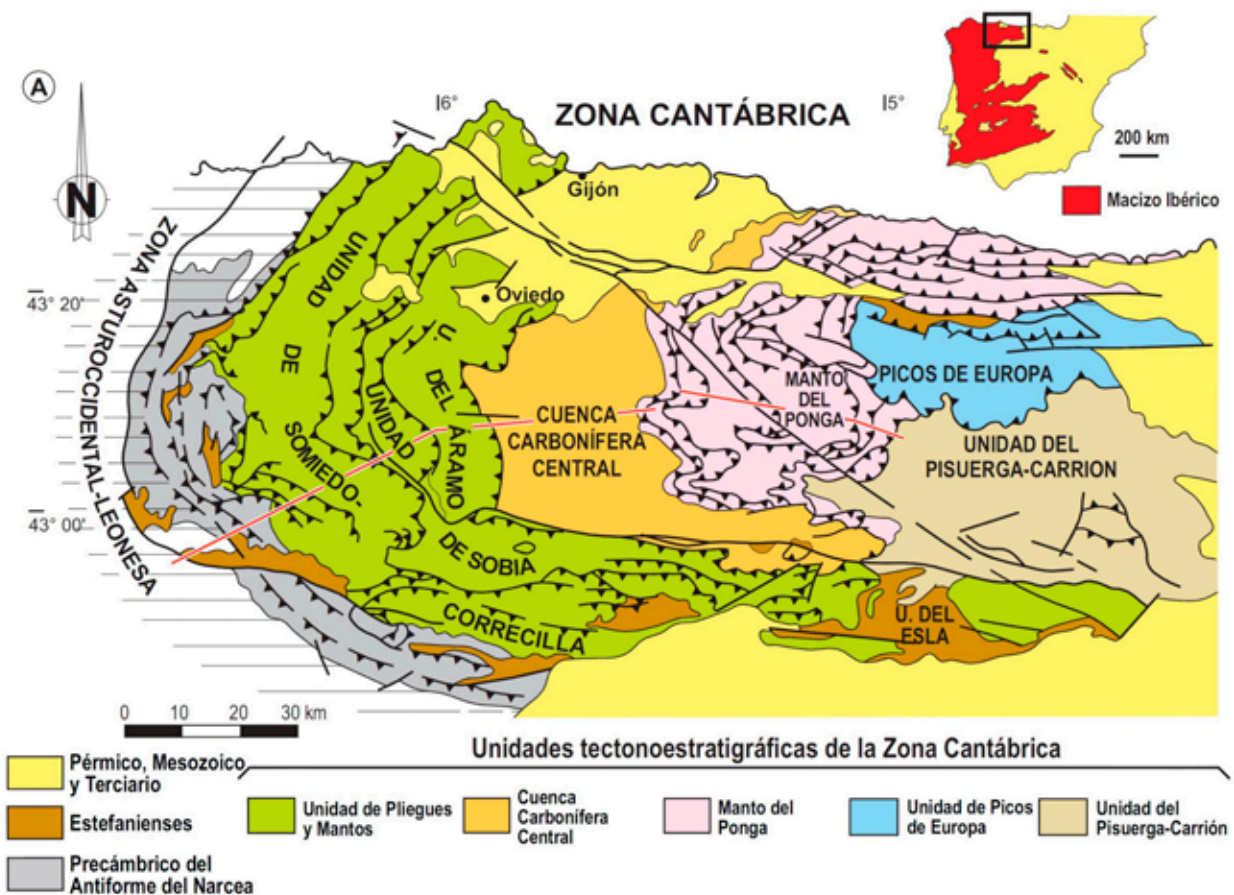 A
6°
ZONA CANTÁBRICA
5°
200 km
Macizo Ibérico
N
Gijón
ZONA ASTUROCCIDENTAL-LEONESA
43° 20'
Oviedo
UNIDAD
DE
SOMIEDO-
CORRECILLA
UNIDAD
DE SOBIA
U.
DEL
ÁRAMO
CUENCA
CARBONÍFERA
CENTRAL
MANTO
DEL
PONGA
PICOS DE EUROPA
UNIDAD DEL
PISUERGA-CARRION
43° 00'
U. DEL
ESLA
0 10 20 30 km
Unidades tectonoestratigráficas de la Zona Cantábrica
Pérmico, Mesozoico
y Terciario
Estefanienses
Precámbrico del
Antiforme del Narcea
Unidad de Pliegues
y Mantos
Cuenca
Carbonífera
Central
Manto del
Ponga
Unidad de Picos
de Europa
Unidad del
Pisuerga-Carrión